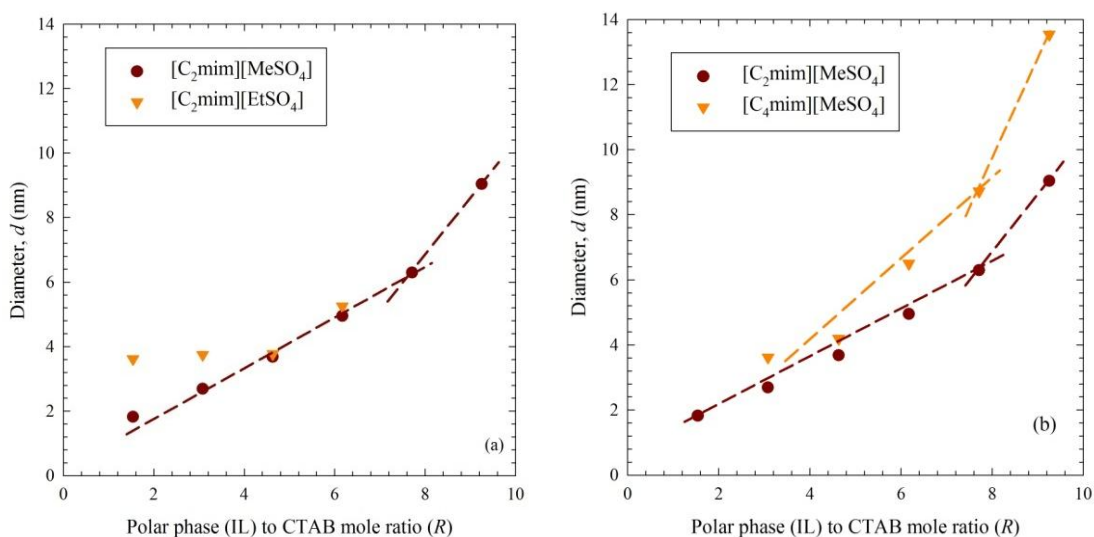 14
12
10
8
6
4
2
0
Diameter, d (nm)
[C₂mim][MeSO₄]
[C₂mim][EtSO₄]
(a)
0 2 4 6 8 10
Polar phase (IL) to CTAB mole ratio (R)
14
12
10
8
6
4
2
0
Diameter, d (nm)
[C₂mim][MeSO₄]
[C₄mim][MeSO₄]
(b)
0 2 4 6 8 10
Polar phase (IL) to CTAB mole ratio (R)